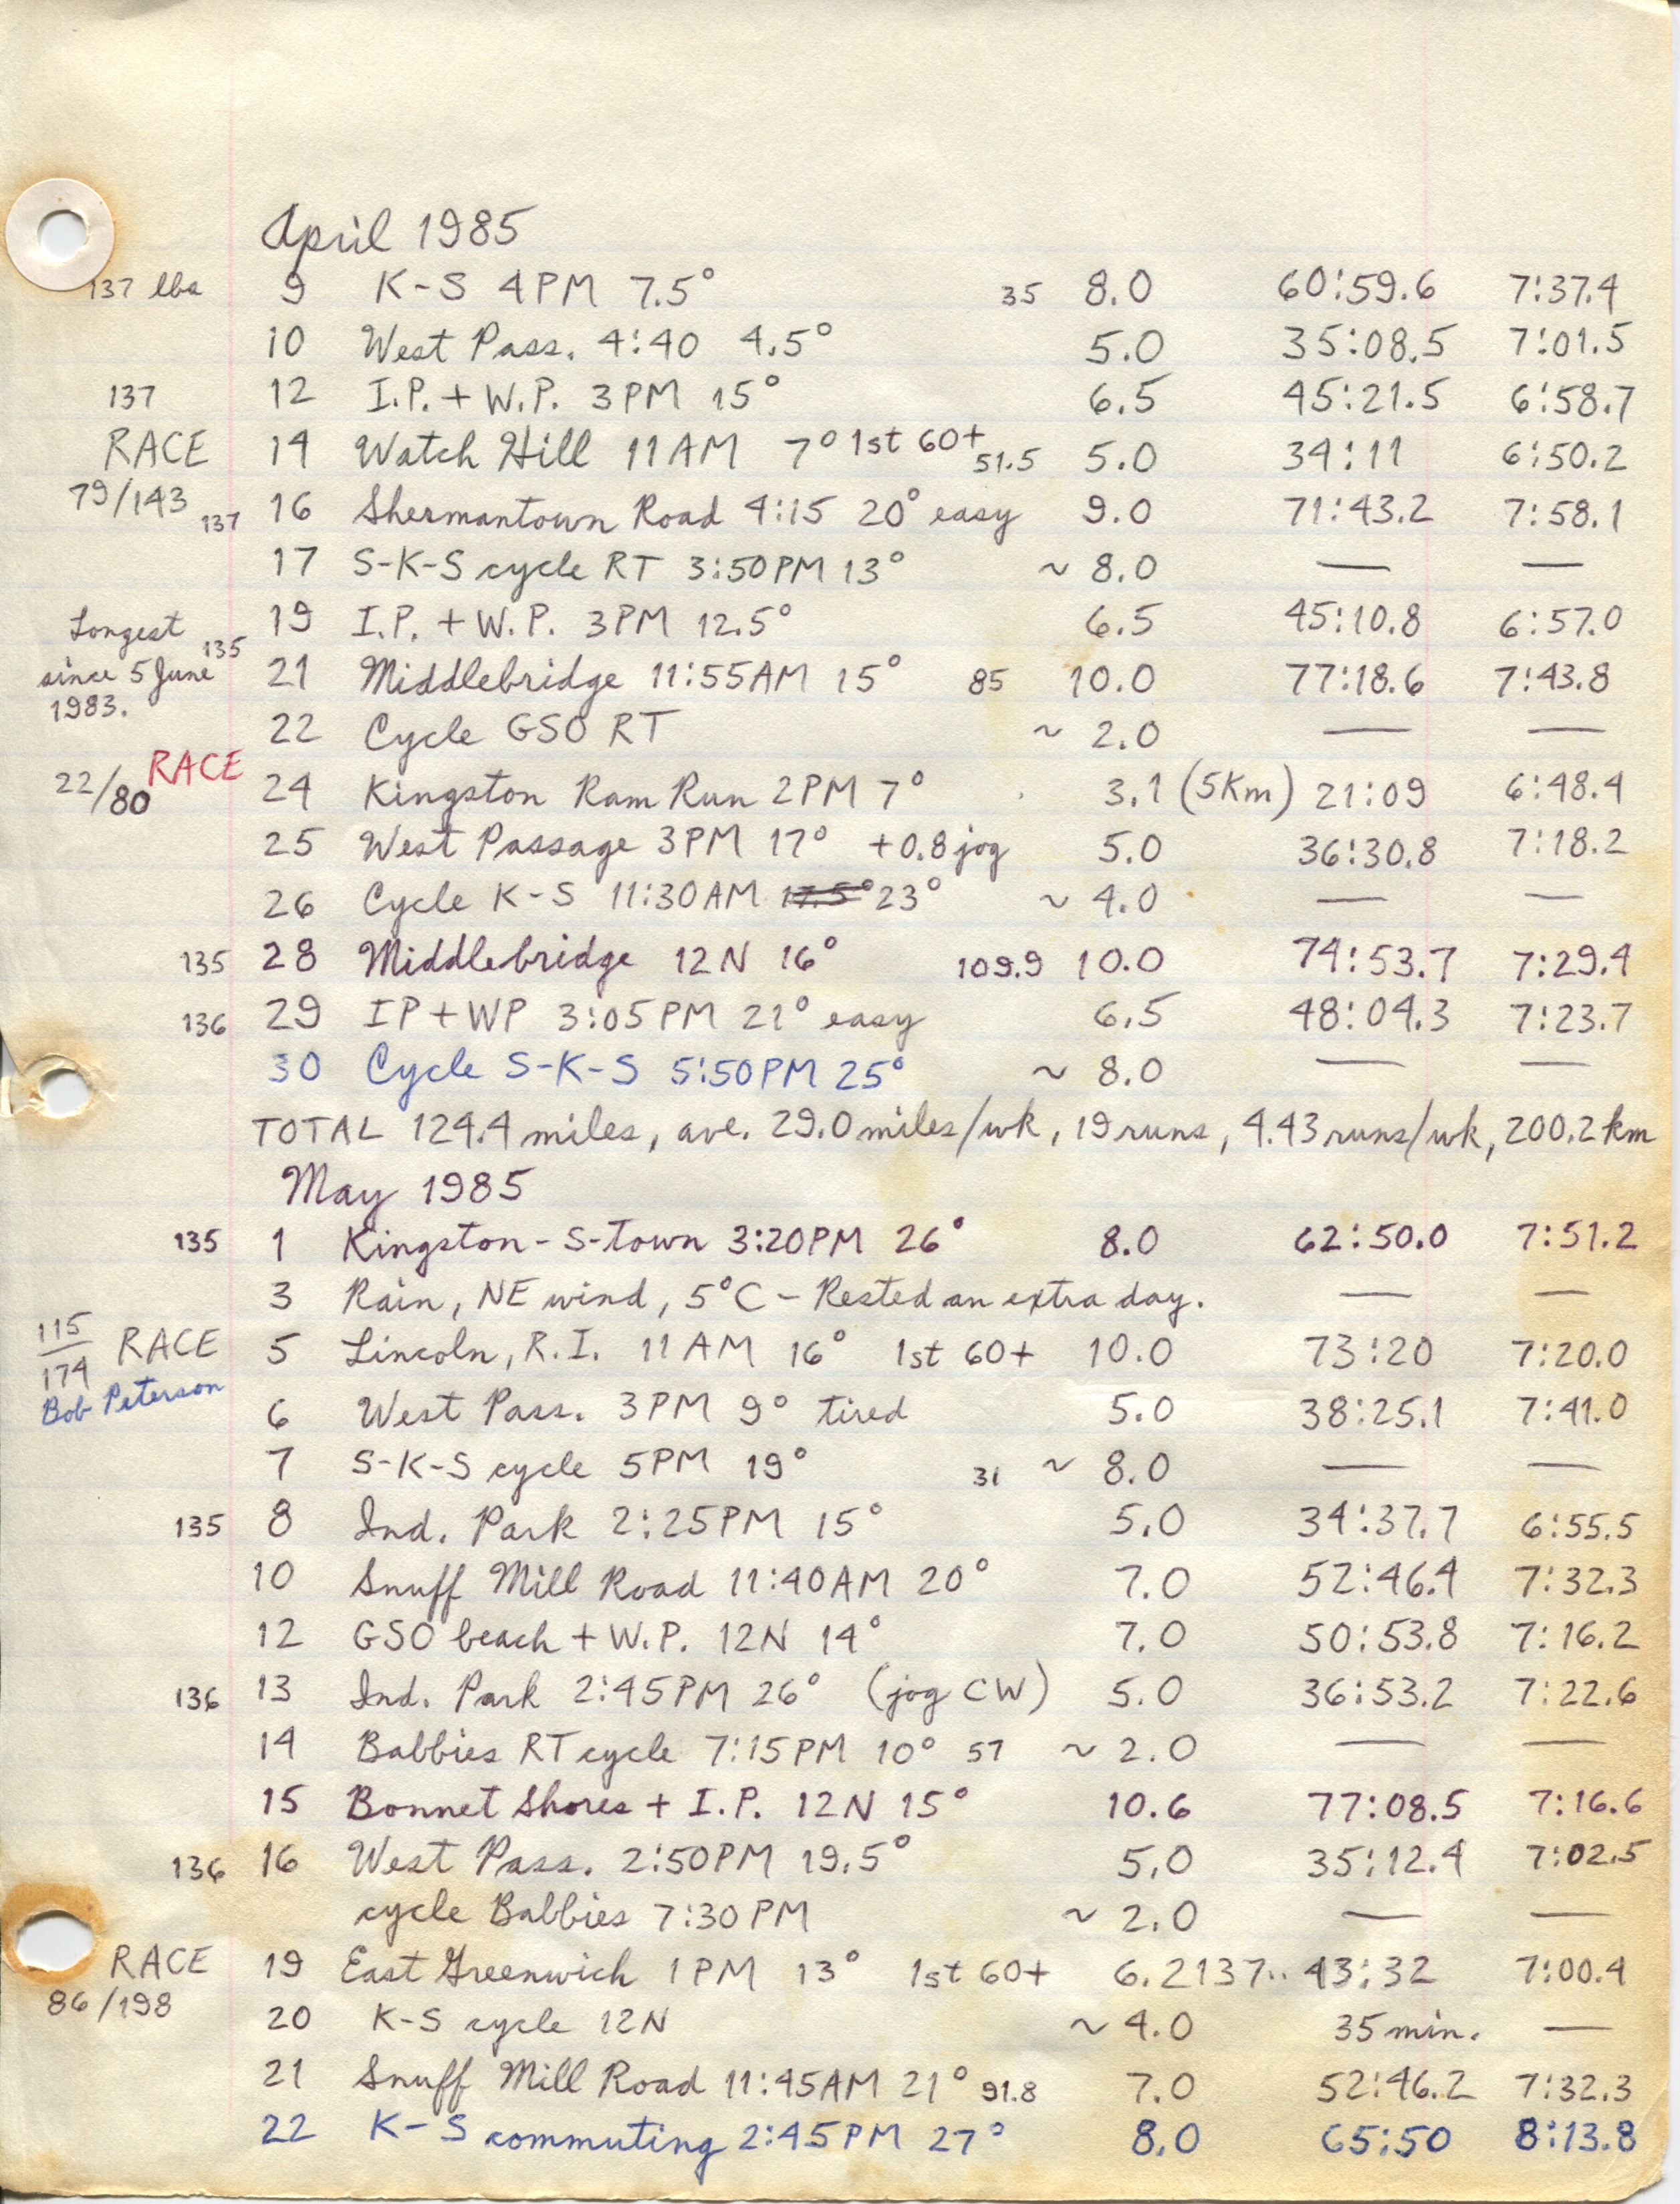 April 1985
137 lbs 9 K-S 4PM 7.5° 35 8.0 60:59.6 7:37.4
10 West Pass. 4:40 4.5° 5.0 35:08.5 7:01.5
137 12 I.P. + W.P. 3PM 15° 6.5 45:21.5 6:58.7
RACE 14 Watch Hill 11AM 7° 1st 60+ 51.5 5.0 34:11 6:50.2
79/143
137 16 Shermantown Road 4:15 20° easy 9.0 71:43.2 7:58.1
17 S-K-S cycle RT 3:50PM 13° ~ 8.0 — —
Longest 19 I.P. + W.P. 3PM 12.5° 6.5 45:10.8 6:57.0
135
since 5 June 21 Middlebridge 11:55AM 15° 85 10.0 77:18.6 7:43.8
1983.
22 Cycle GSO RT ~ 2.0 — —
RACE
22/80 24 Kingston Ram Run 2PM 7° 3.1 (5Km) 21:09 6:48.4
25 West Passage 3PM 17° +0.8 jog 5.0 36:30.8 7:18.2
26 Cycle K-S 11:30AM 17.5° 23° ~ 4.0 — —
135 28 Middlebridge 12N 16° 109.9 10.0 74:53.7 7:29.4
136 29 IP + WP 3:05PM 21° easy 6.5 48:04.3 7:23.7
30 Cycle S-K-S 5:50PM 25° ~ 8.0 — —
TOTAL 124.4 miles, ave. 29.0 miles/wk, 19 runs, 4.43 runs/wk, 200.2 km
May 1985
135 1 Kingston - S-Town 3:20PM 26° 8.0 62:50.0 7:51.2
3 Rain, NE wind, 5°C - Rested an extra day. — —
115/174 RACE 5 Lincoln, R.I. 11AM 16° 1st 60+ 10.0 73:20 7:20.0
Bob Peterson
6 West Pass. 3PM 9° tired 5.0 38:25.1 7:41.0
7 S-K-S cycle 5PM 19° 31 ~ 8.0 — —
135 8 Ind. Park 2:25PM 15° 5.0 34:37.7 6:55.5
10 Snuff Mill Road 11:40AM 20° 7.0 52:46.4 7:32.3
12 GSO beach + W.P. 12N 14° 7.0 50:53.8 7:16.2
136 13 Ind. Park 2:45PM 26° (jog CW) 5.0 36:53.2 7:22.6
14 Babbies RT cycle 7:15PM 10° 57 ~ 2.0 — —
15 Bonnet Shores + I.P. 12N 15° 10.6 77:08.5 7:16.6
136 16 West Pass. 2:50PM 19.5° 5.0 35:12.4 7:02.5
cycle Babbies 7:30PM ~ 2.0 — —
RACE 19 East Greenwich 1PM 13° 1st 60+ 6.2137.. 43:32 7:00.4
86/198
20 K-S cycle 12N ~ 4.0 35 min. —
21 Snuff Mill Road 11:45AM 21° 91.8 7.0 52:46.2 7:32.3
22 K-S commuting 2:45PM 27° 8.0 65:50 8:13.8